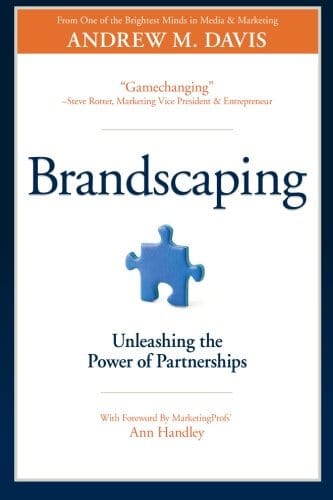 From One of the Brightest Minds in Media & Marketing
ANDREW M. DAVIS
“Gamechanging”
–Steve Rotter, Marketing Vice President & Entrepreneur
Brandscaping
Unleashing the
Power of Partnerships
With Foreword By MarketingProfs’
Ann Handley